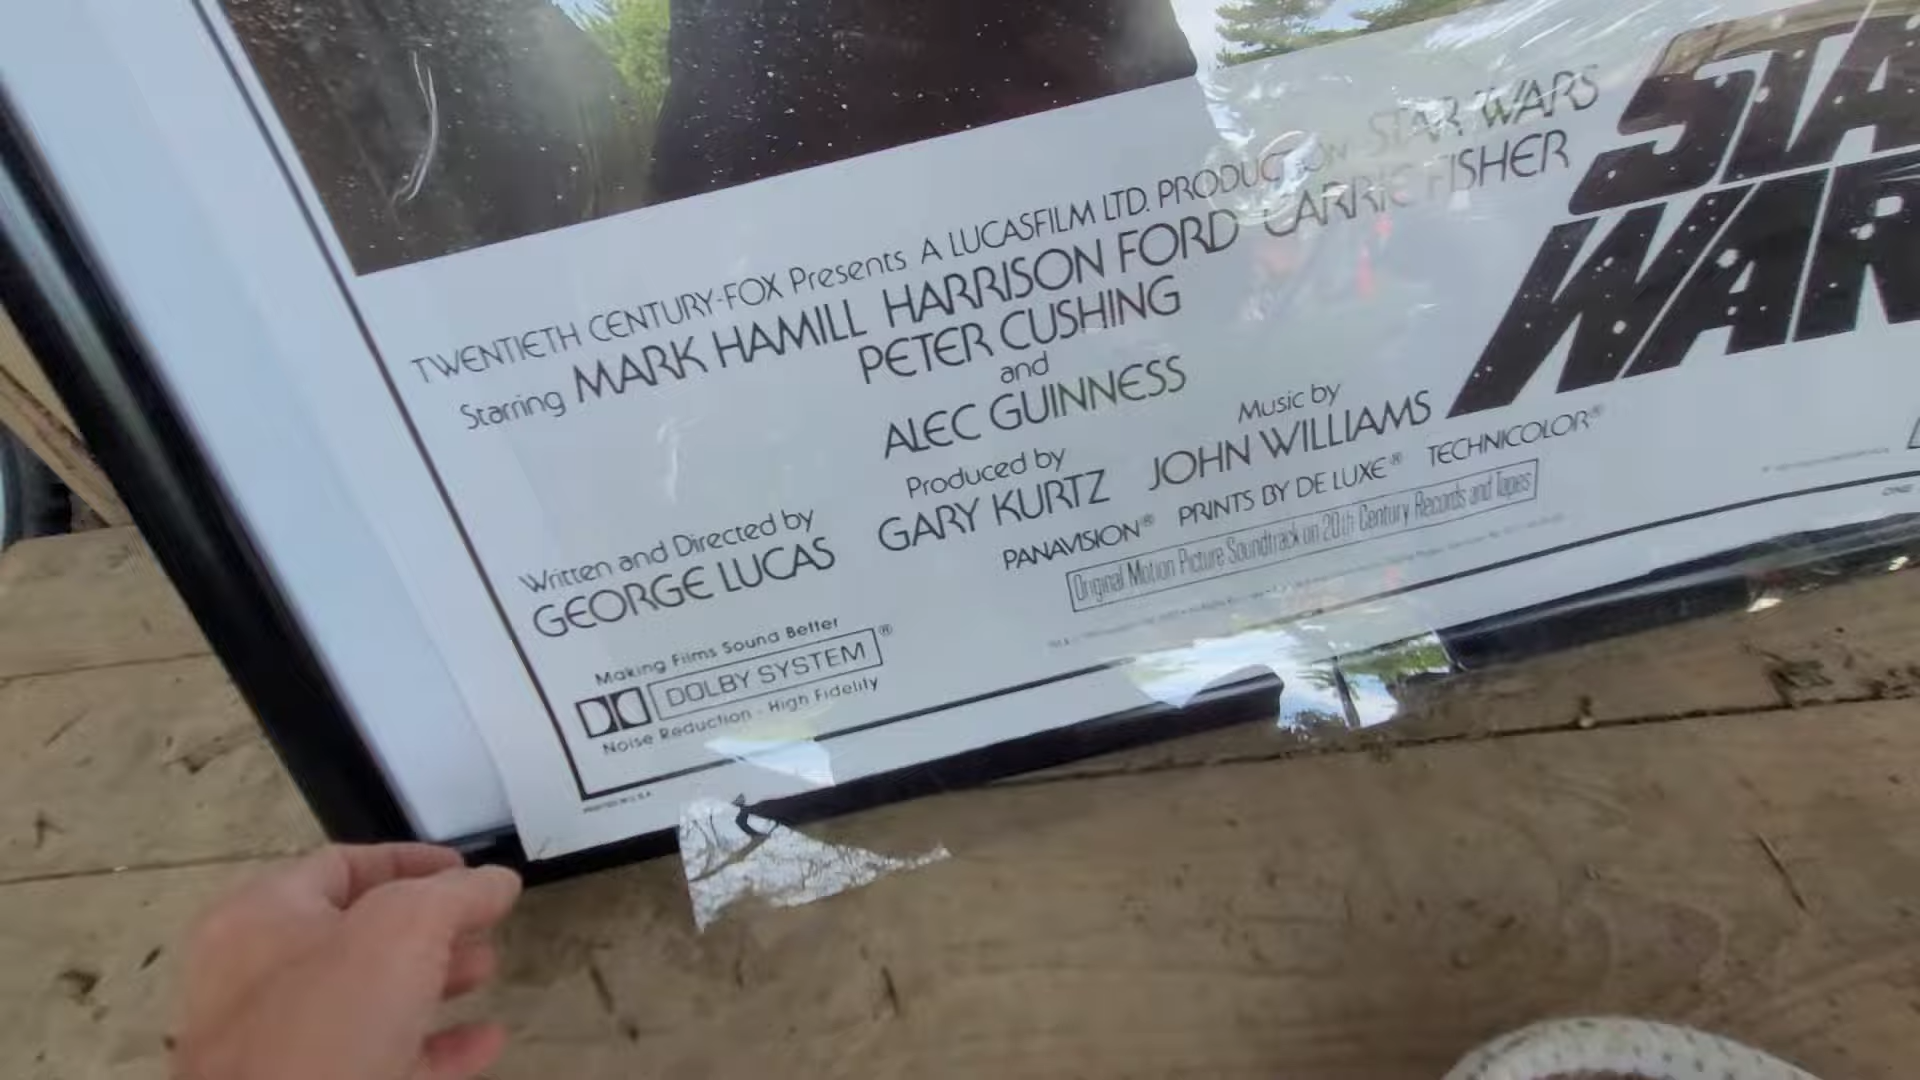 TWENTIETH CENTURY-FOX Presents A LUCASFILM LTD. PRODUCTION STAR WARS
Starring MARK HAMILL HARRISON FORD CARRIE FISHER
PETER CUSHING
and
ALEC GUINNESS
Written and Directed by
GEORGE LUCAS
Produced by
GARY KURTZ
Music by
JOHN WILLIAMS
PANAVISION® PRINTS BY DE LUXE® TECHNICOLOR®
Original Motion Picture Soundtrack on 20th Century Records and Tapes
Making Films Sound Better
DOLBY SYSTEM®
Noise Reduction - High Fidelity
PRINTED IN U.S.A.
STA
WAR